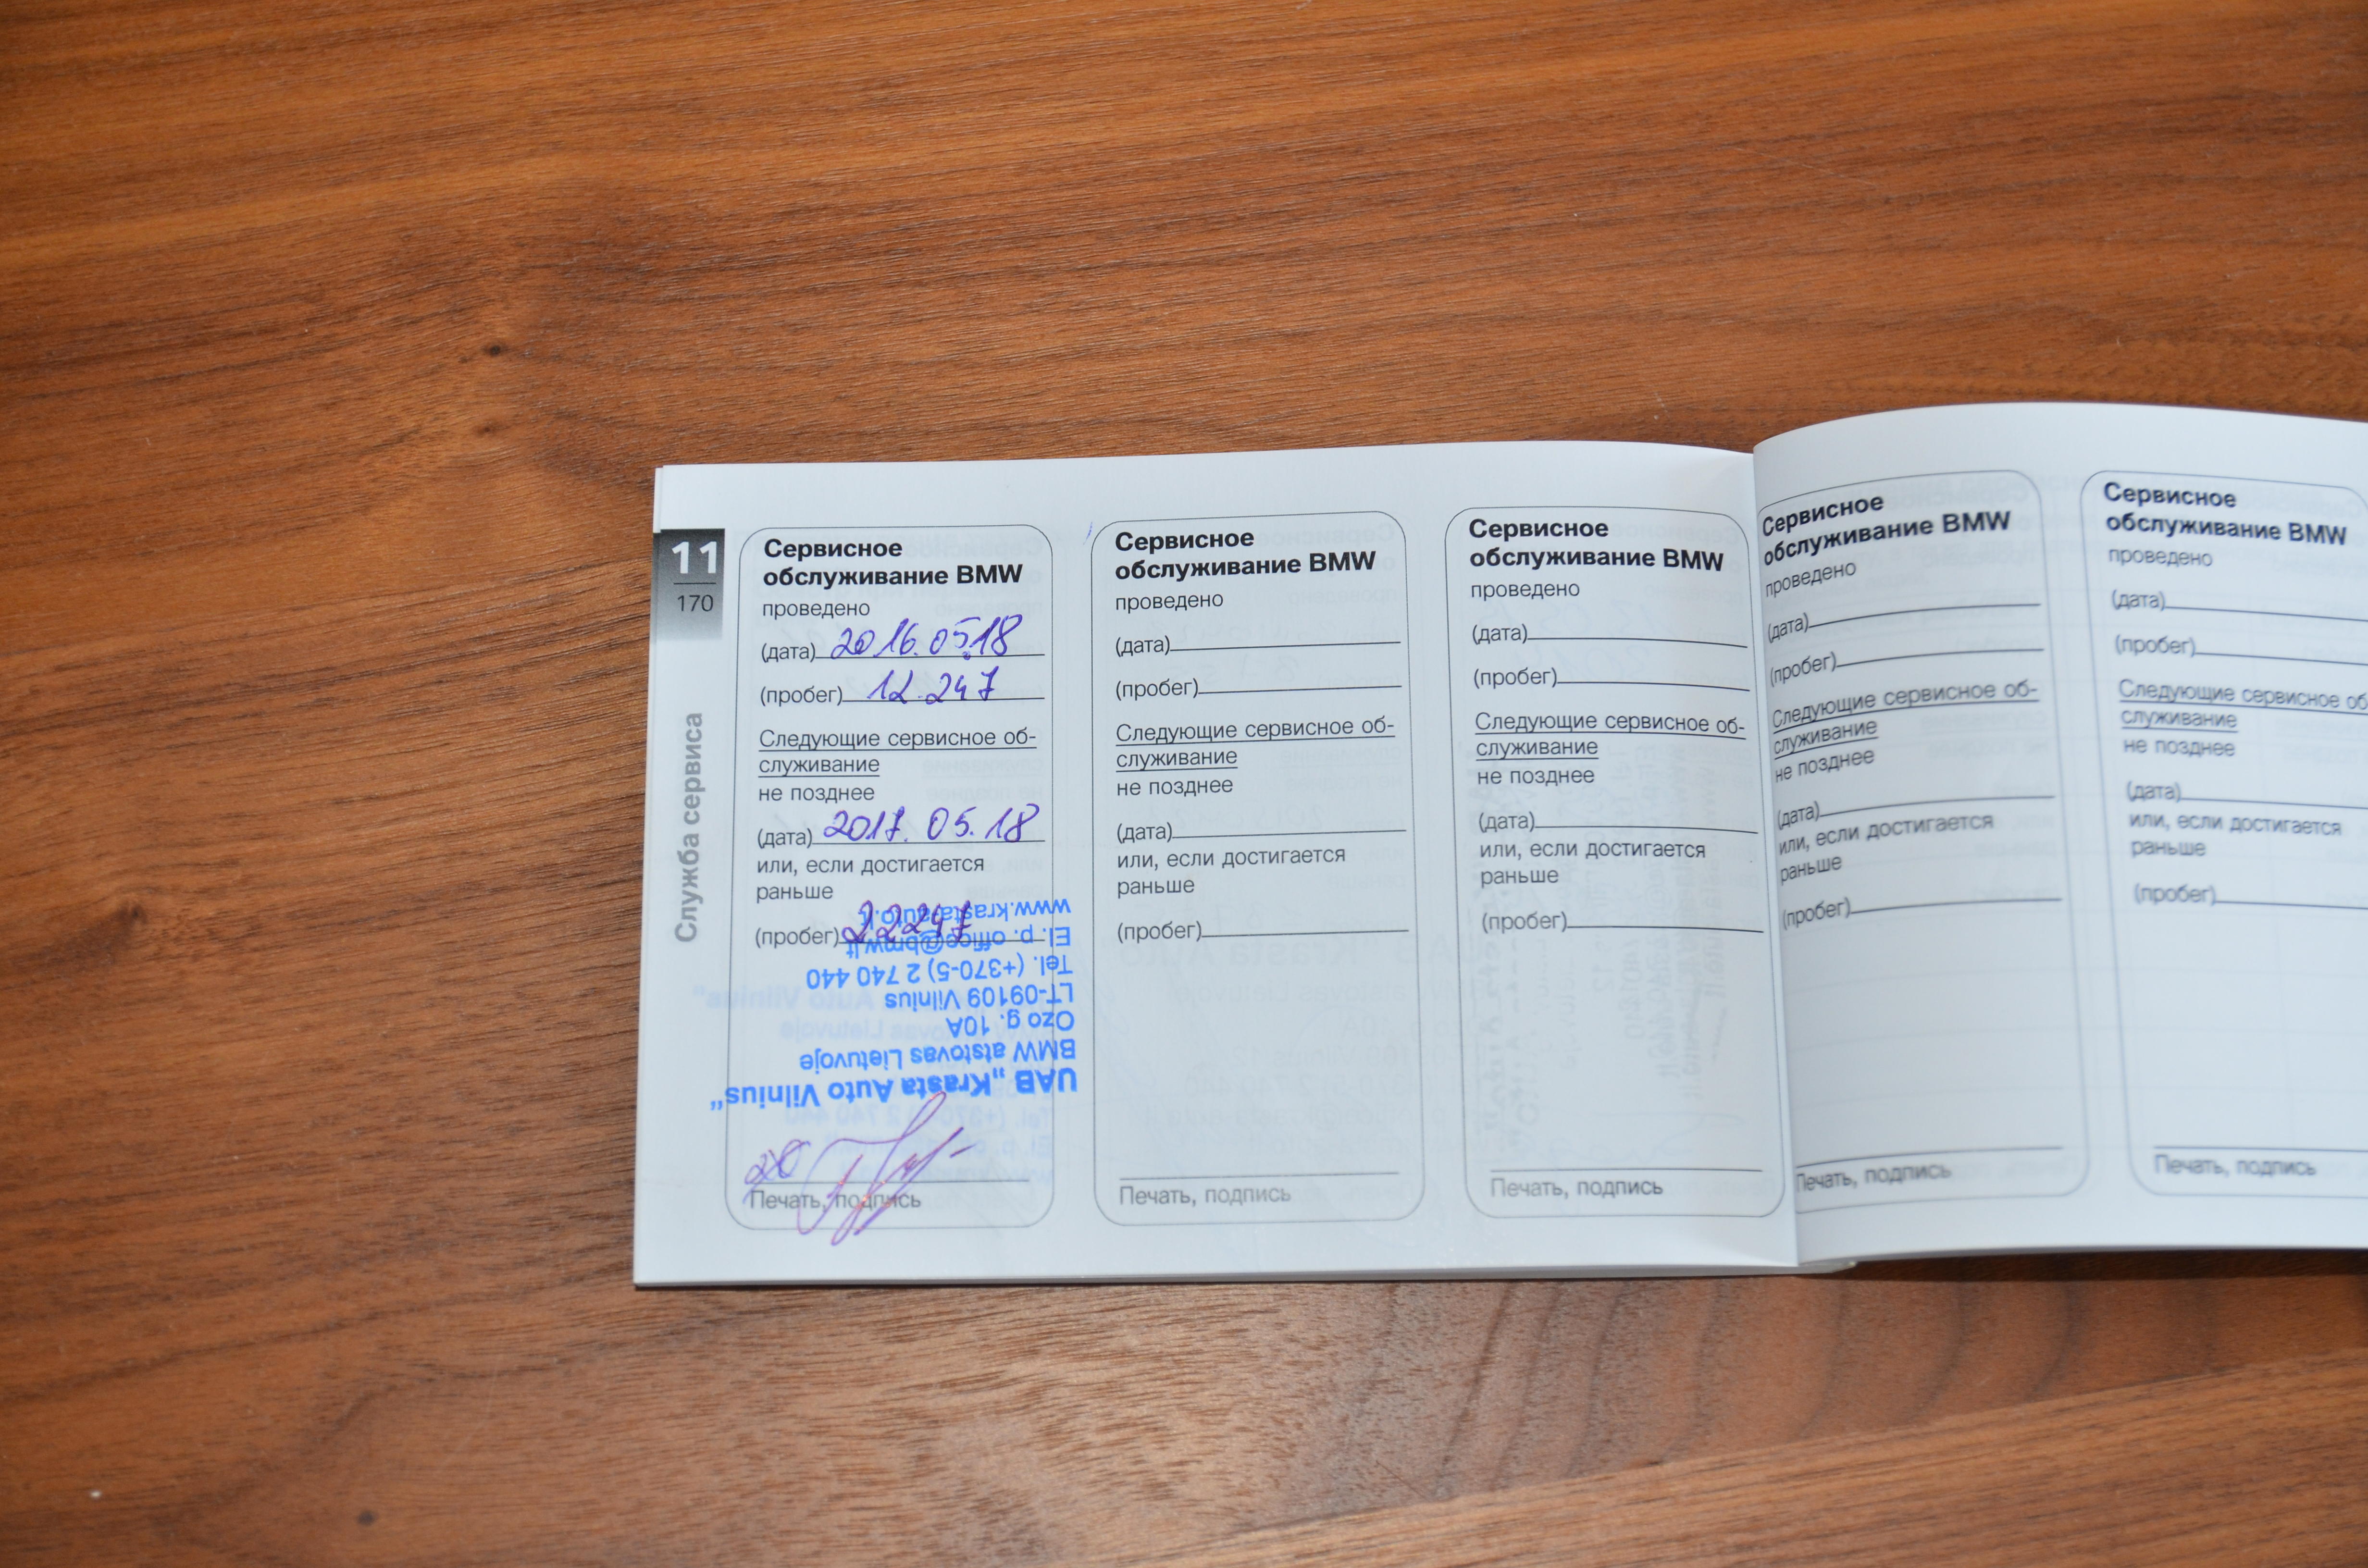 11
170
Служба сервиса
Сервисное
обслуживание BMW
проведено
(дата) 2016.05.18
(пробег) 12.247
Следующие сервисное об-
служивание
не позднее
(дата) 2017. 05. 18
или, если достигается
раньше
(пробег) 22247
UAB „Krasta Auto Vilnius“
BMW atstovas Lietuvoje
Ozo g. 10A
LT-09109 Vilnius
Tel. (+370-5) 2 740 440
El. p. office@bmw.lt
www.krasta-auto.lt
Печать, подпись
Сервисное
обслуживание BMW
проведено
(дата)
(пробег)
Следующие сервисное об-
служивание
не позднее
(дата)
или, если достигается
раньше
(пробег)
Печать, подпись
Сервисное
обслуживание BMW
проведено
(дата)
(пробег)
Следующие сервисное об-
служивание
не позднее
(дата)
или, если достигается
раньше
(пробег)
Печать, подпись
Сервисное
обслуживание BMW
проведено
(дата)
(пробег)
Следующие сервисное об-
служивание
не позднее
(дата)
или, если достигается
раньше
(пробег)
Печать, подпись
Сервисное
обслуживание BMW
проведено
(дата)
(пробег)
Следующие сервисное об
служивание
не позднее
(дата)
или, если достигается
раньше
(пробег)
Печать, подпись